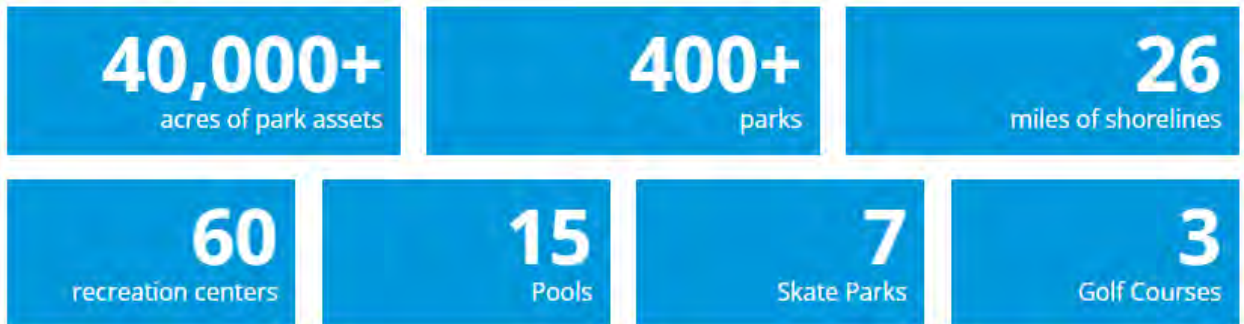 40,000+
acres of park assets
400+
parks
26
miles of shorelines
60
recreation centers
15
Pools
7
Skate Parks
3
Golf Courses